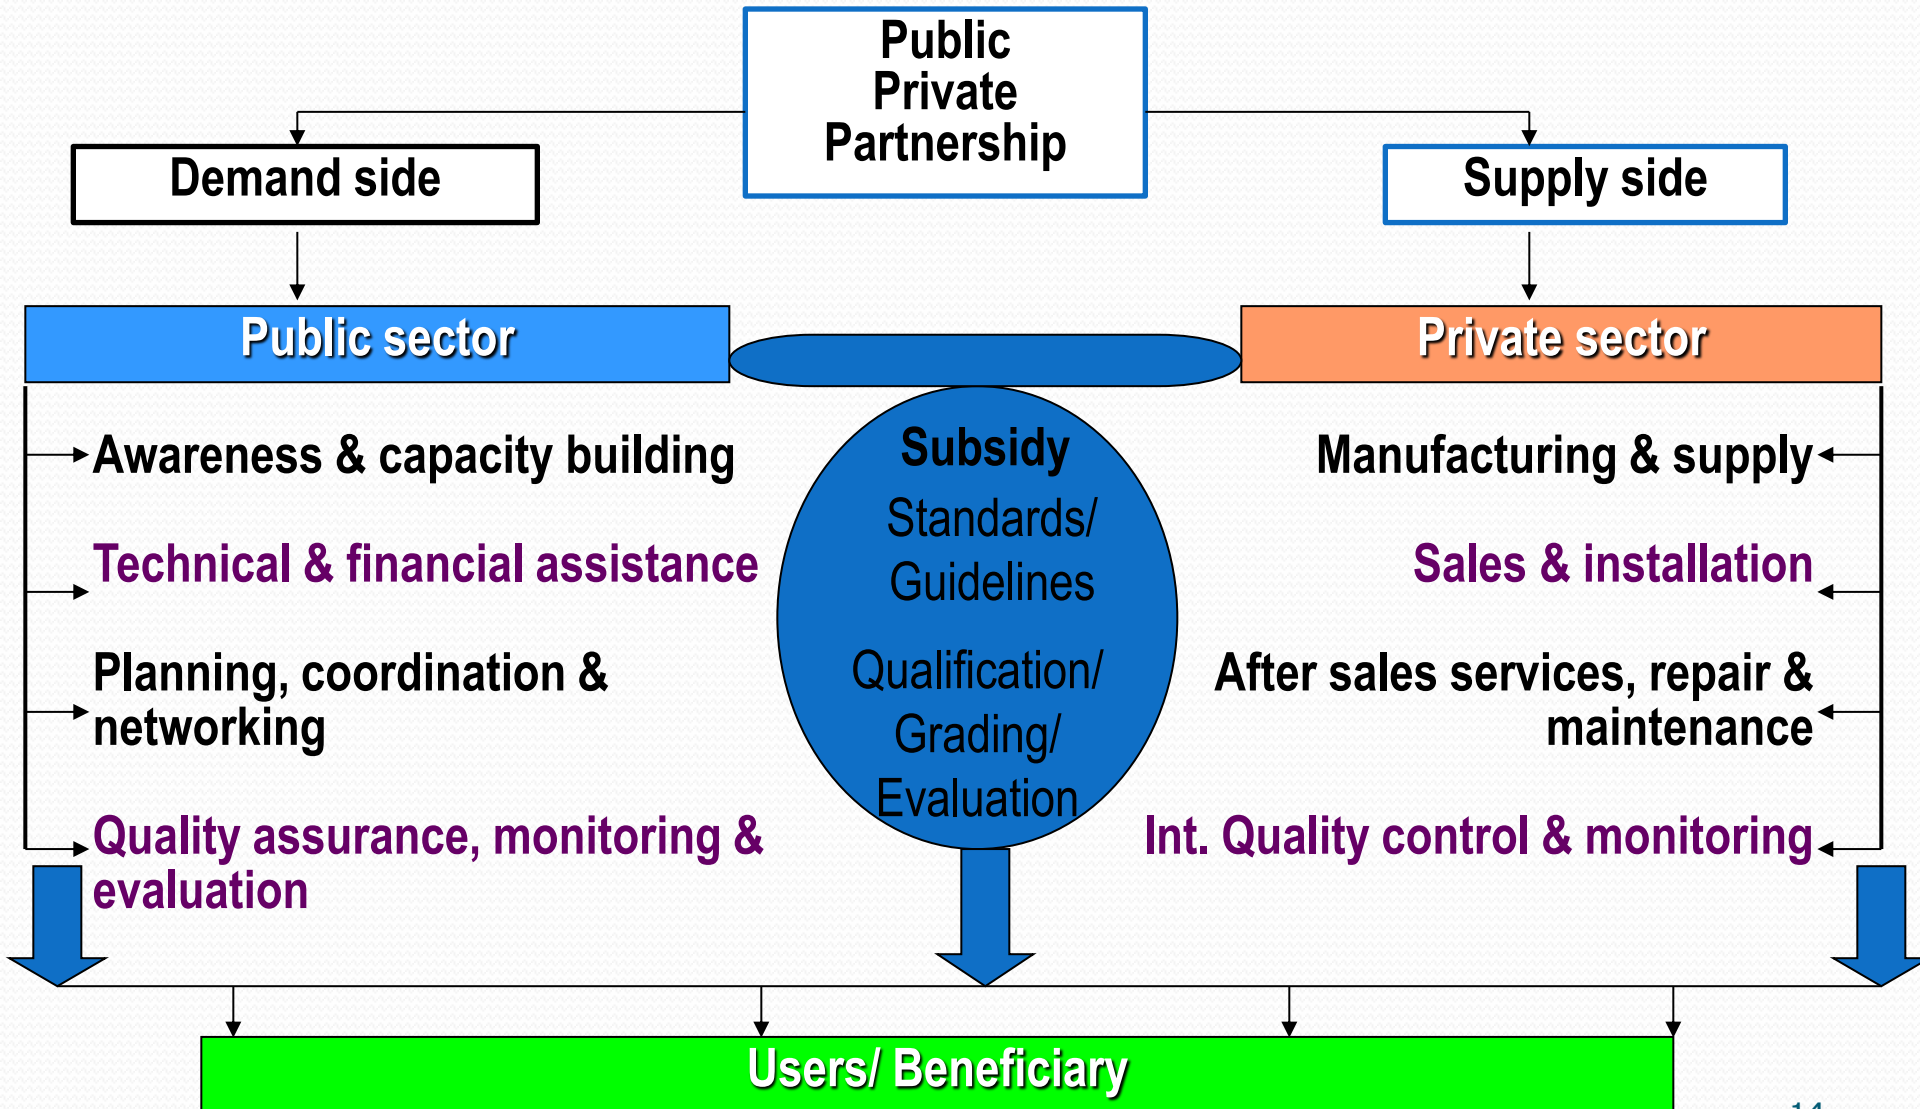 Public
Private
Partnership
Demand side
Supply side
Public sector
Private sector
Awareness & capacity building
Technical & financial assistance
Planning, coordination &
networking
Quality assurance, monitoring &
evaluation
Subsidy
Standards/
Guidelines
Qualification/
Grading/
Evaluation
Manufacturing & supply
Sales & installation
After sales services, repair &
maintenance
Int. Quality control & monitoring
Users/ Beneficiary
14